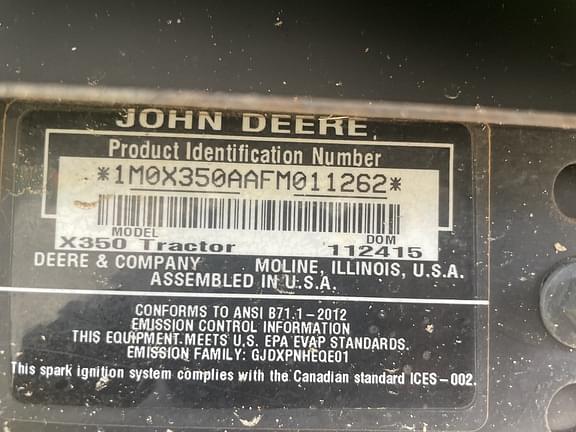 JOHN DEERE
Product Identification Number
*1M0X350AAFM011262*
MODEL DOM
X350 Tractor 112415
DEERE & COMPANY MOLINE, ILLINOIS, U.S.A.
ASSEMBLED IN U.S.A.
CONFORMS TO ANSI B71.1-2012
EMISSION CONTROL INFORMATION
THIS EQUIPMENT MEETS U.S. EPA EVAP STANDARDS.
EMISSION FAMILY: GJDXPNHEQE01
This spark ignition system complies with the Canadian standard ICES-002.